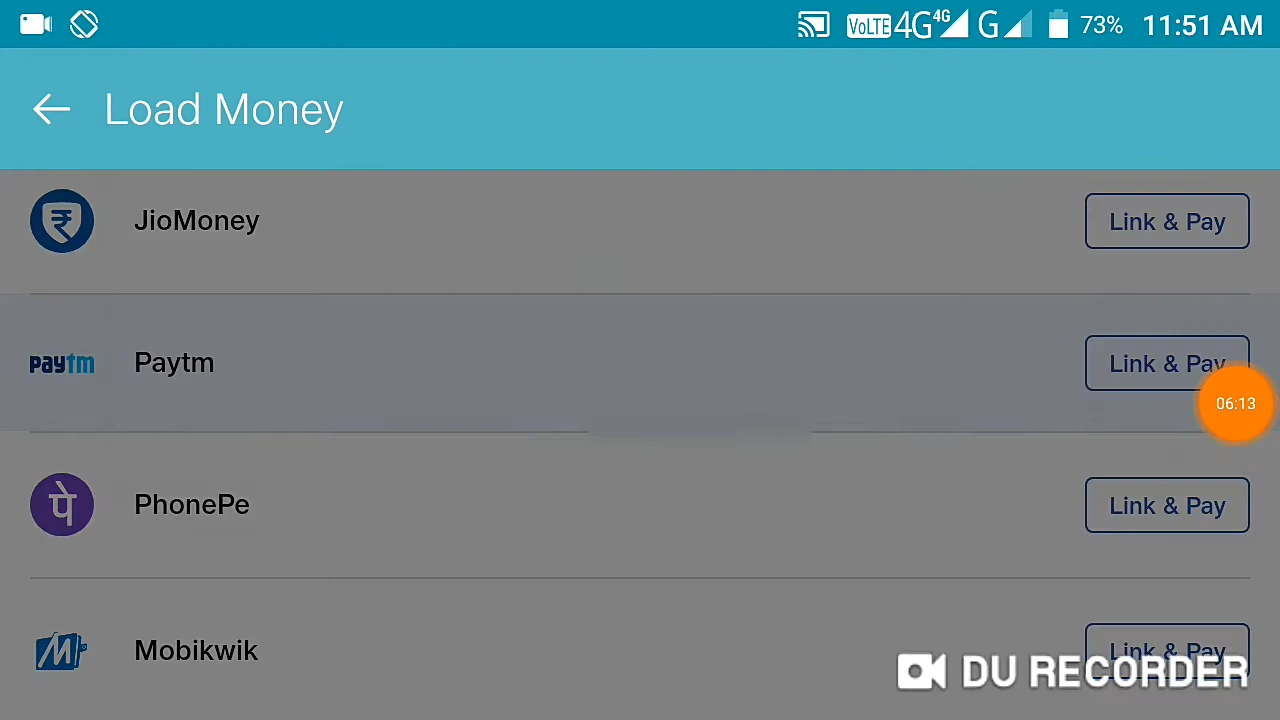 VoLTE 4G 4G G 73% 11:51 AM
Load Money
JioMoney Link & Pay
paytm Paytm Link & Pay
06:13
पे PhonePe Link & Pay
M Mobikwik Link & Pay
DU RECORDER